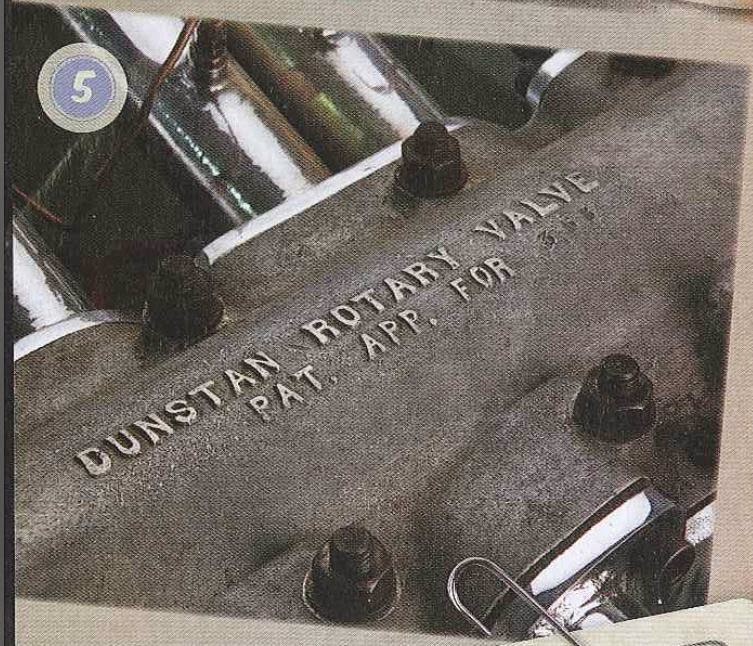 5
DUNSTAN ROTARY VALVE
PAT. APP. FOR